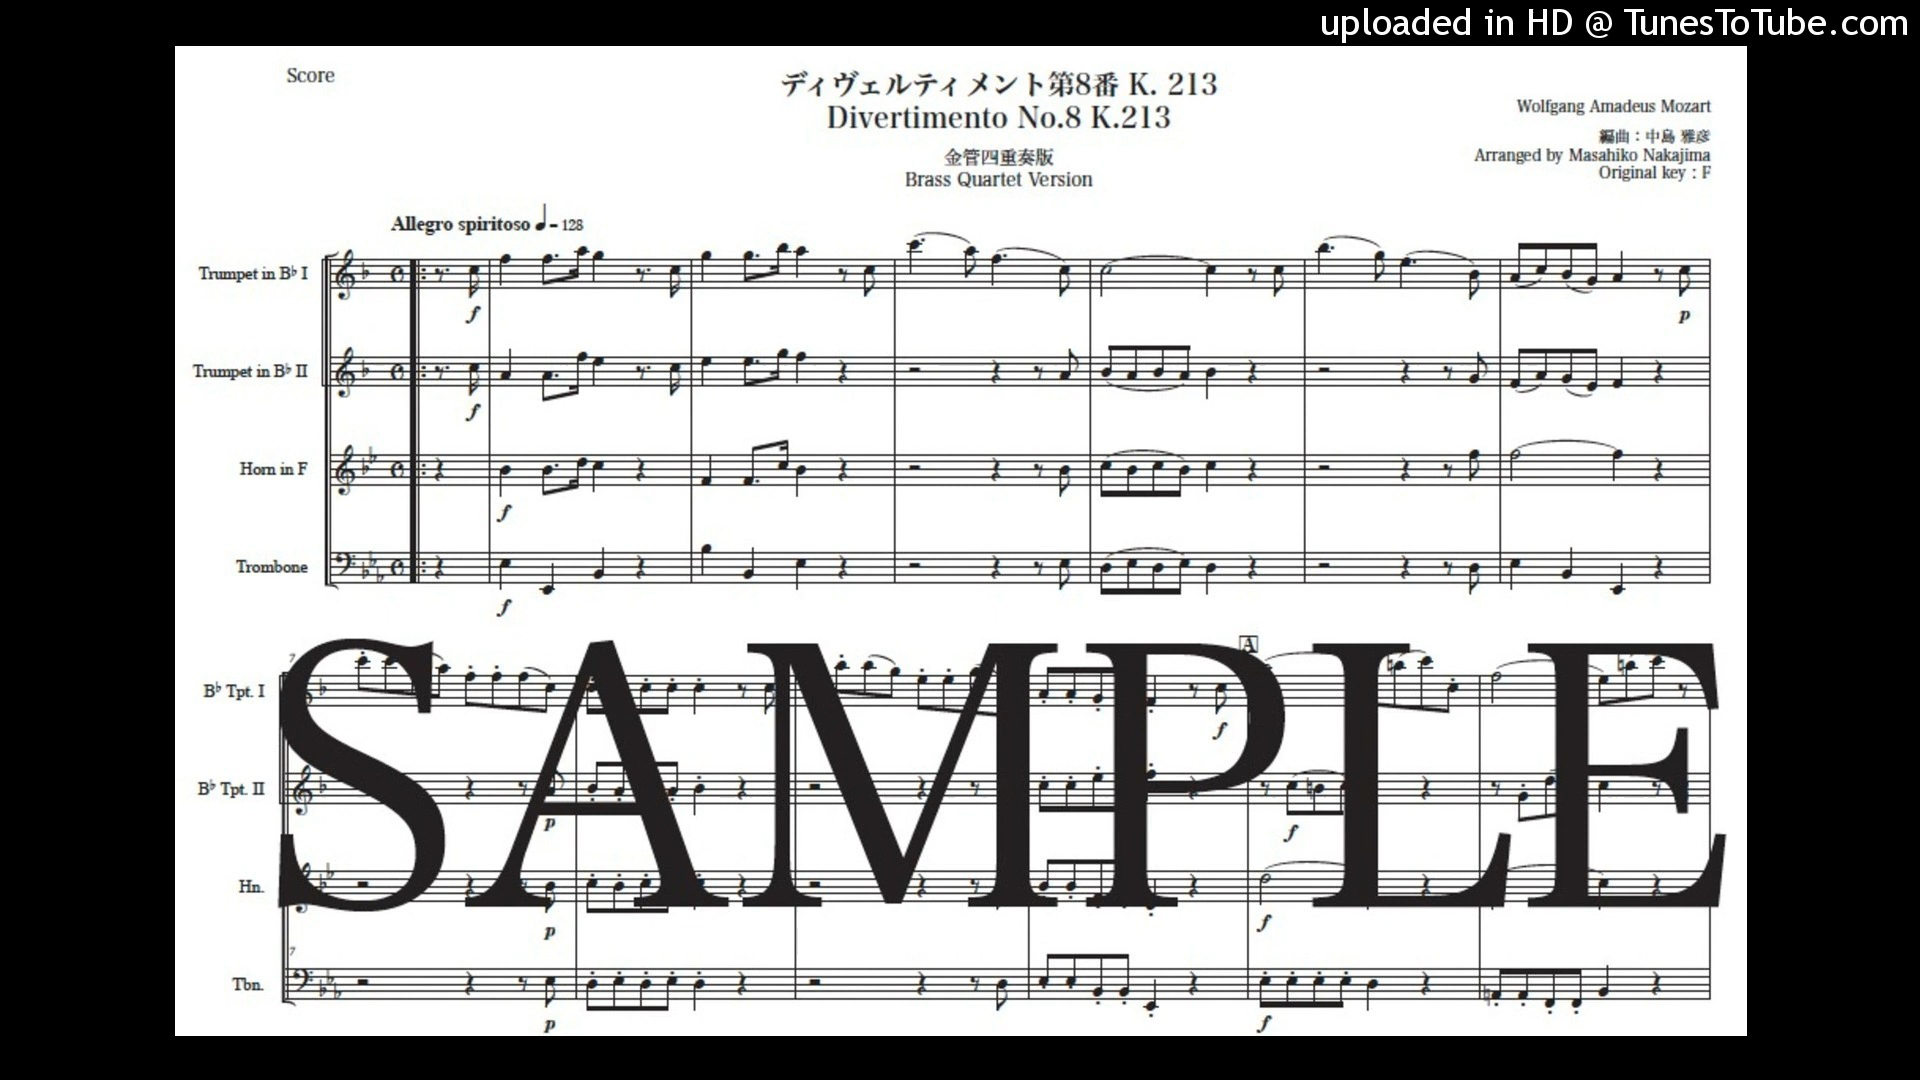 uploaded in HD @ TunesToTube.com
Score
ディヴェルティメント第8番 K. 213
Divertimento No.8 K.213
Wolfgang Amadeus Mozart
編曲：中島 雅彦
金管四重奏版
Arranged by Masahiko Nakajima
Brass Quartet Version
Original key : F
Allegro spiritoso ♩= 128
Trumpet in B♭ I
f
p
Trumpet in B♭ II
f
Horn in F
f
Trombone
f
SAMPLE
A
7
B♭ Tpt. I
f
B♭ Tpt. II
p
f
Hn.
p
f
7
Tbn.
p
f